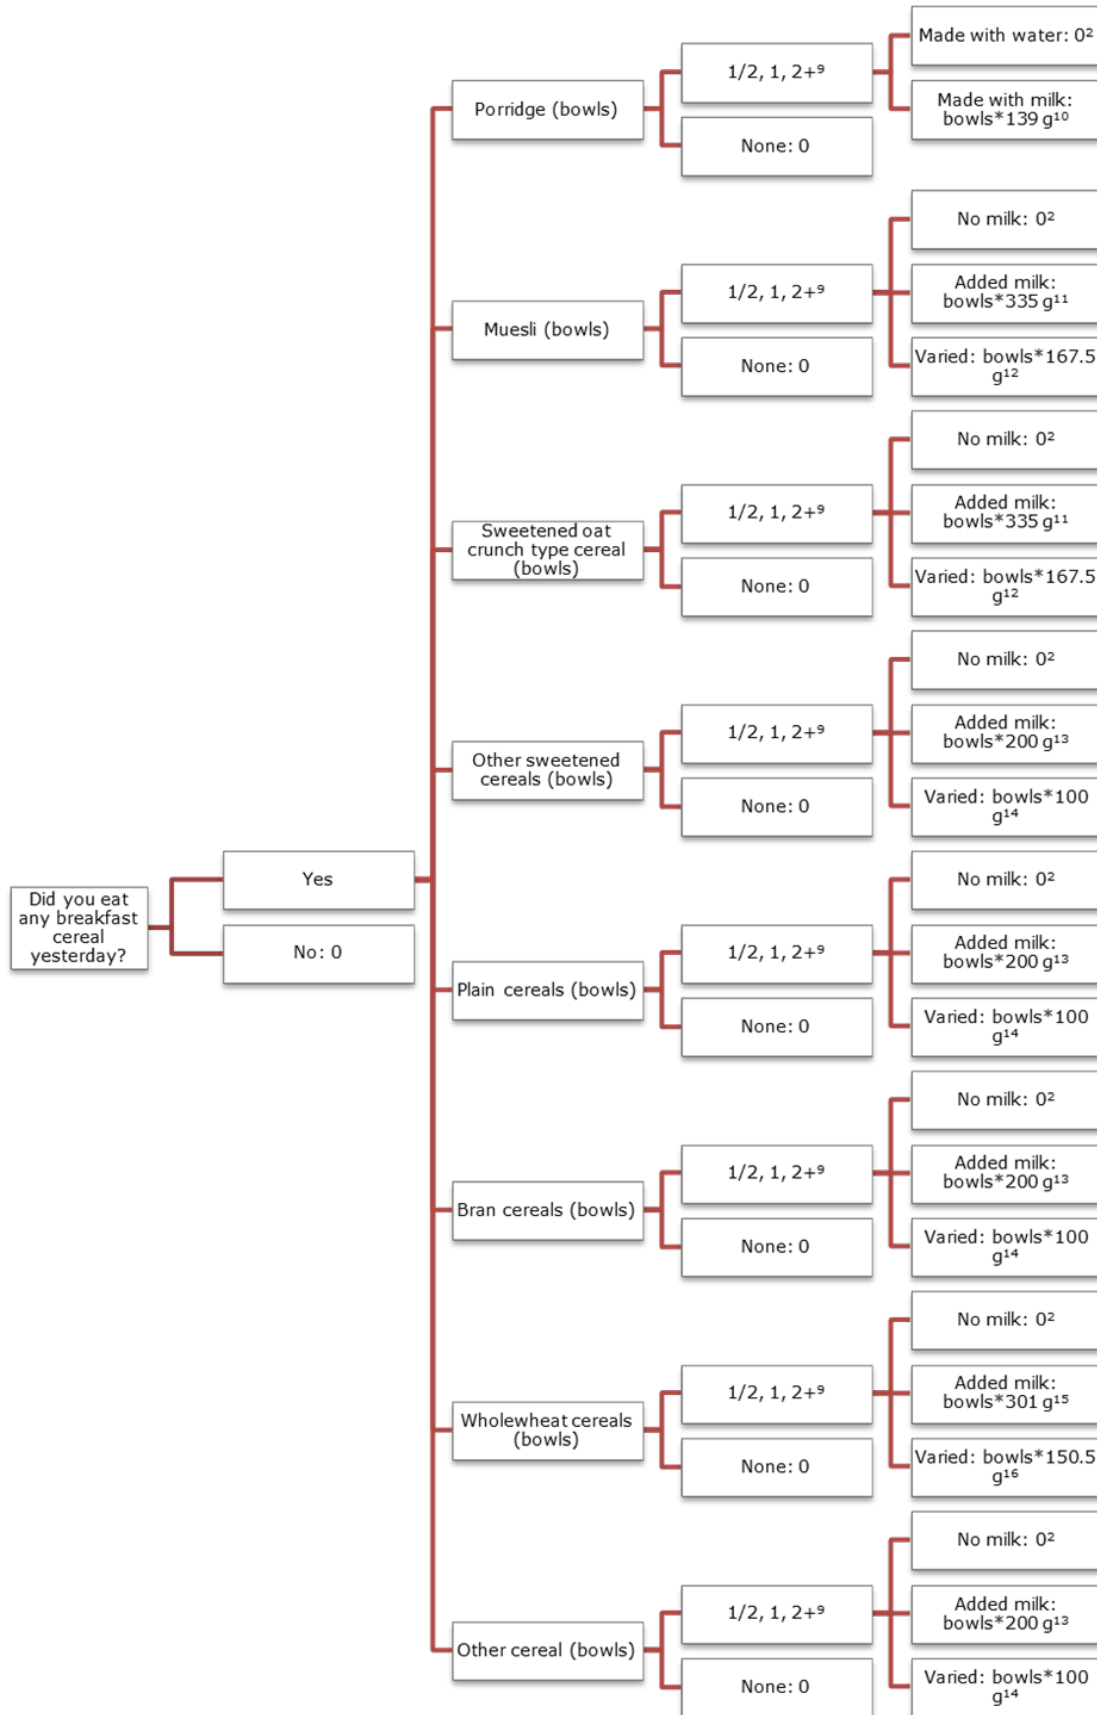 Did you eat
any breakfast
cereal
yesterday?
Yes
No: 0
Porridge (bowls)
1/2, 1, 2+⁹
Made with water: 0²
Made with milk:
bowls*139 g¹⁰
None: 0
Muesli (bowls)
1/2, 1, 2+⁹
No milk: 0²
Added milk:
bowls*335 g¹¹
Varied: bowls*167.5
g¹²
None: 0
Sweetened oat
crunch type cereal
(bowls)
1/2, 1, 2+⁹
No milk: 0²
Added milk:
bowls*335 g¹¹
Varied: bowls*167.5
g¹²
None: 0
Other sweetened
cereals (bowls)
1/2, 1, 2+⁹
No milk: 0²
Added milk:
bowls*200 g¹³
Varied: bowls*100
g¹⁴
None: 0
Plain cereals (bowls)
1/2, 1, 2+⁹
No milk: 0²
Added milk:
bowls*200 g¹³
Varied: bowls*100
g¹⁴
None: 0
Bran cereals (bowls)
1/2, 1, 2+⁹
No milk: 0²
Added milk:
bowls*200 g¹³
Varied: bowls*100
g¹⁴
None: 0
Wholewheat cereals
(bowls)
1/2, 1, 2+⁹
No milk: 0²
Added milk:
bowls*301 g¹⁵
Varied: bowls*150.5
g¹⁶
None: 0
Other cereal (bowls)
1/2, 1, 2+⁹
No milk: 0²
Added milk:
bowls*200 g¹³
Varied: bowls*100
g¹⁴
None: 0